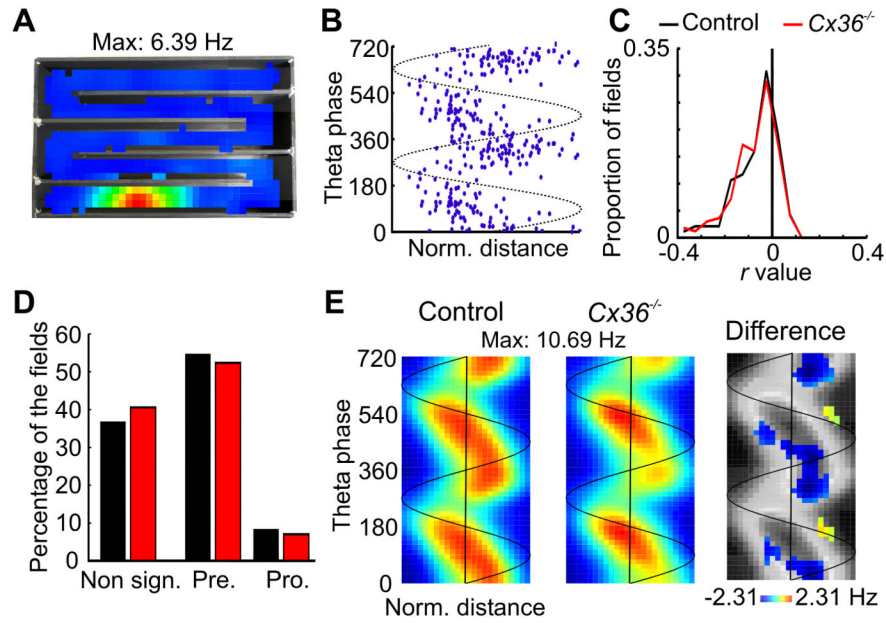 A
Max: 6.39 Hz
B
Theta phase
720
540
360
180
0
Norm. distance
C
Control
Cx36-/-
Proportion of fields
0.35
0
-0.4
0
0.4
r value
D
Percentage of the fields
60
50
40
30
20
10
0
Non sign.
Pre.
Pro.
E
Control
Cx36-/-
Max: 10.69 Hz
Difference
Theta phase
720
540
360
180
0
Norm. distance
-2.31
2.31 Hz